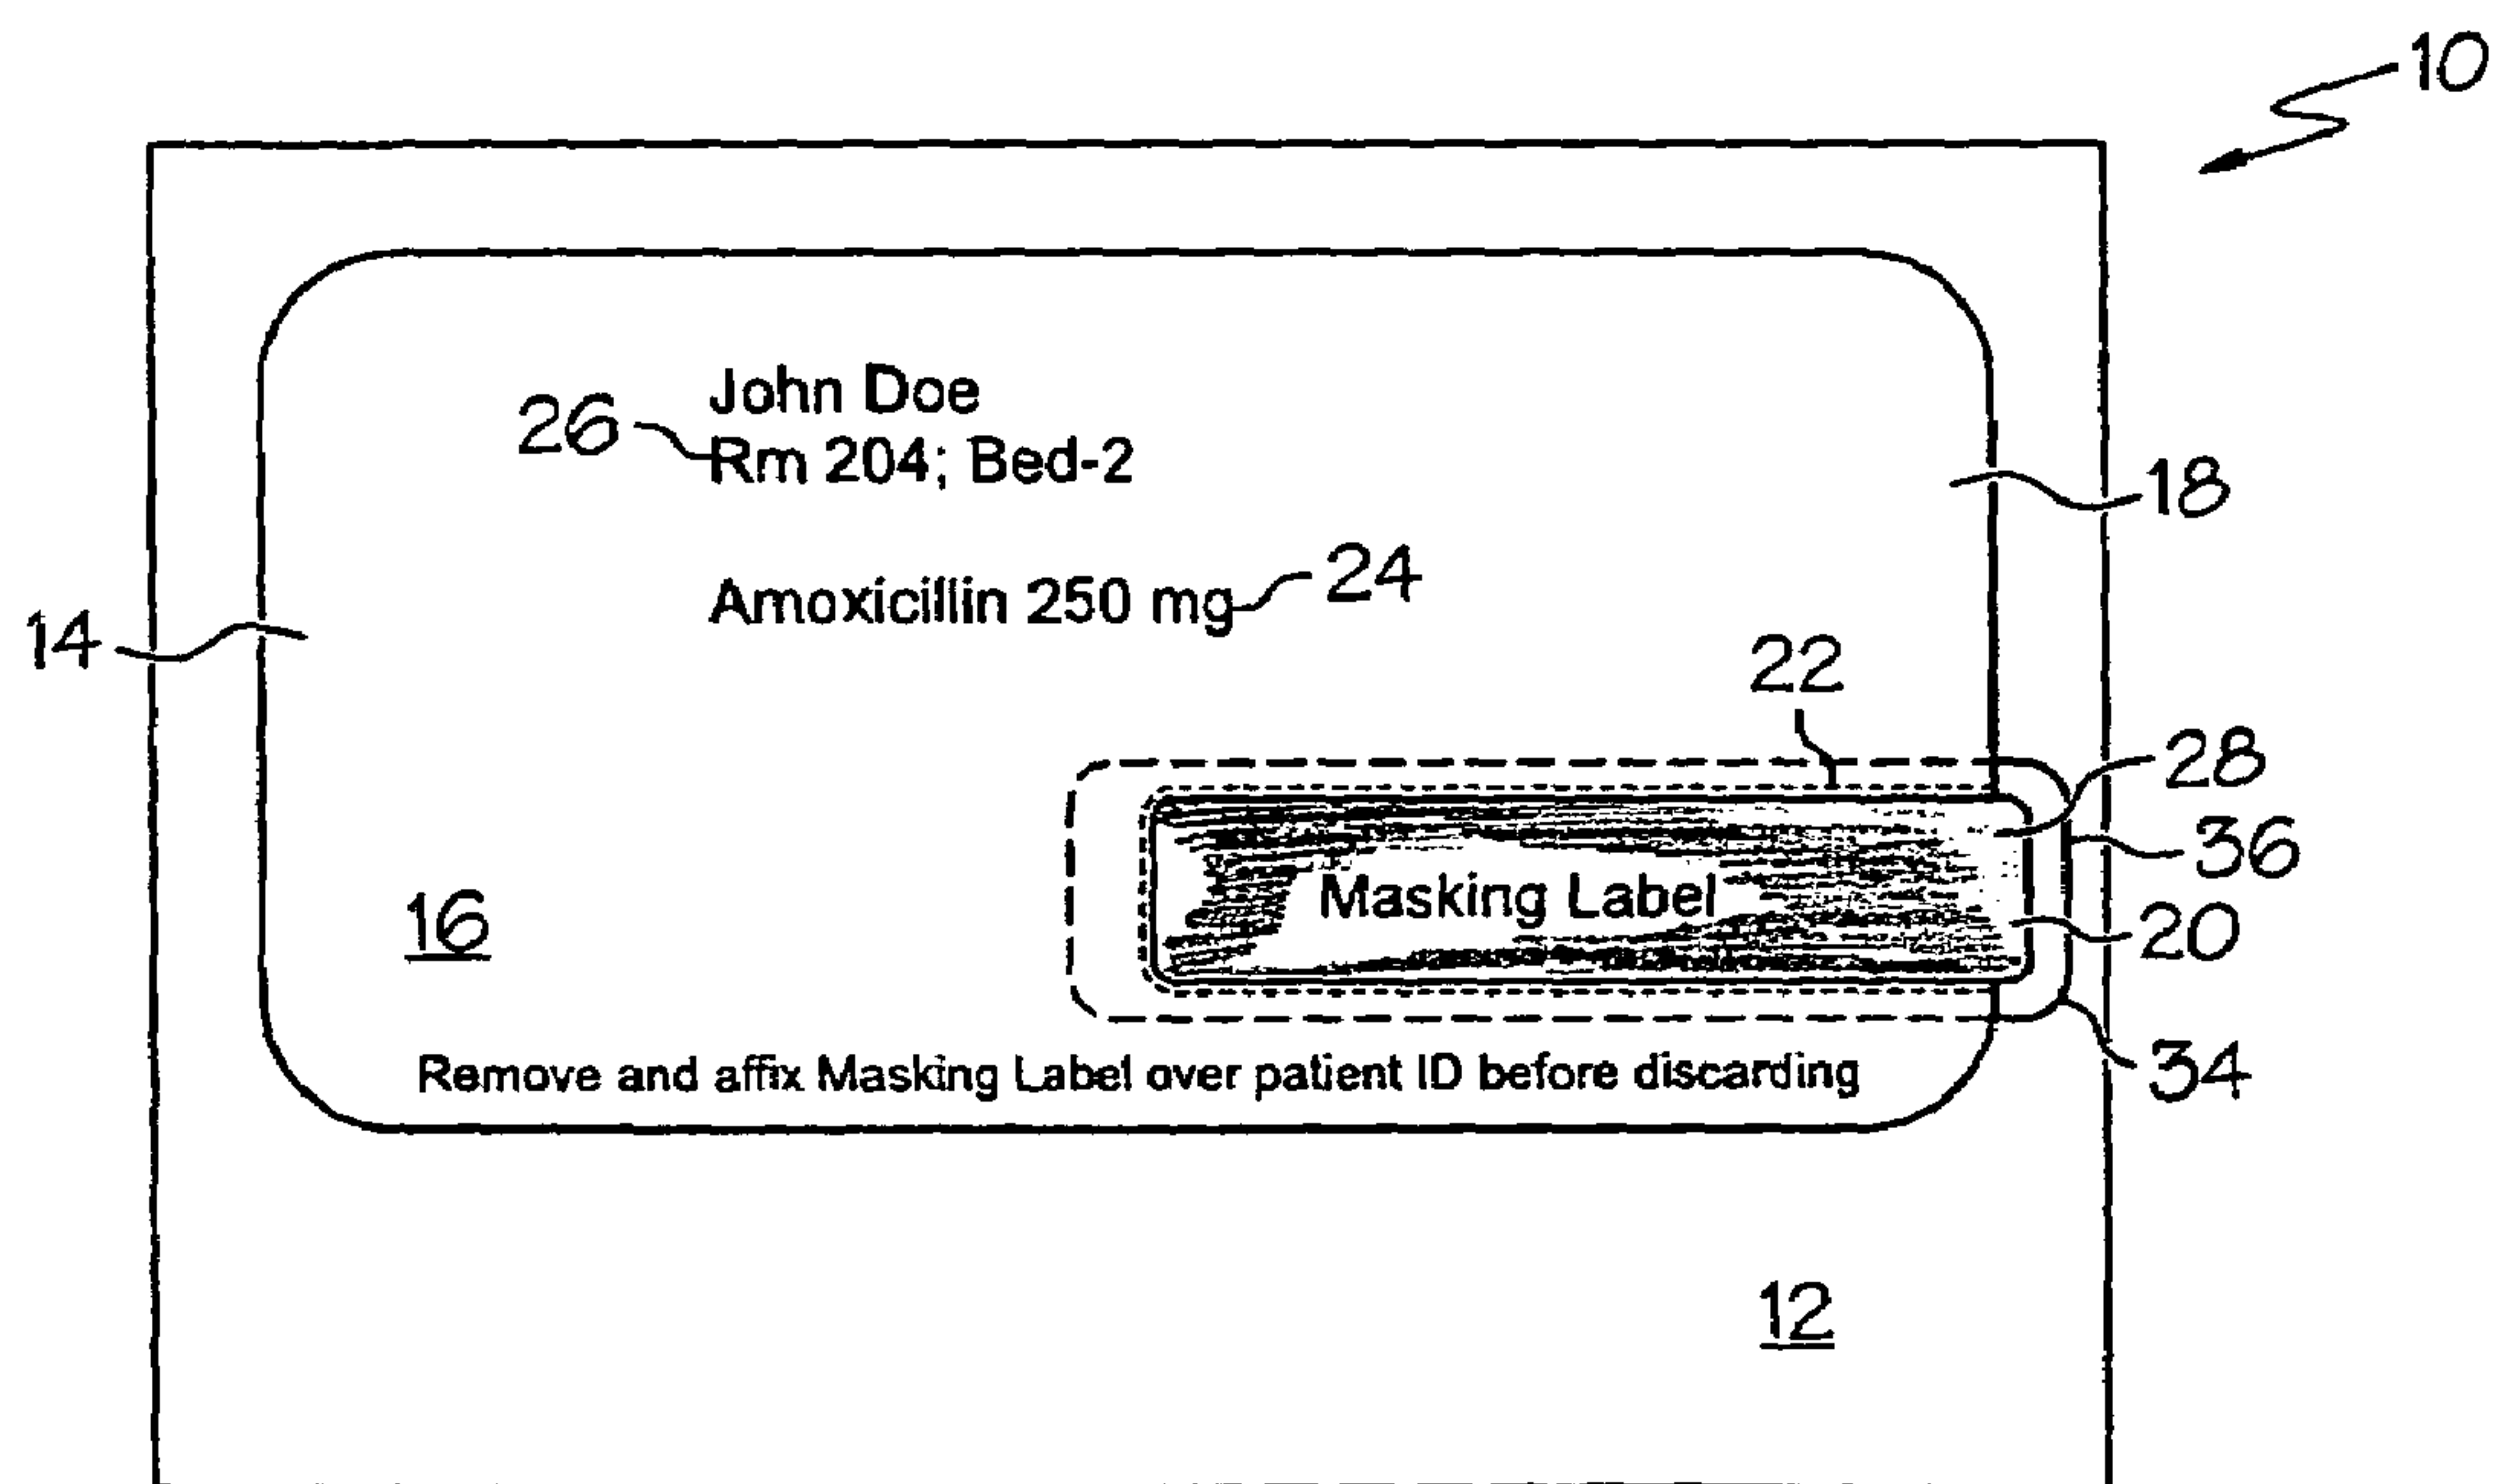 10
John Doe
26
Rm 204; Bed-2
18
Amoxicillin 250 mg
24
14
22
28
36
Masking Label
16
20
Remove and affix Masking Label over patient ID before discarding
34
12